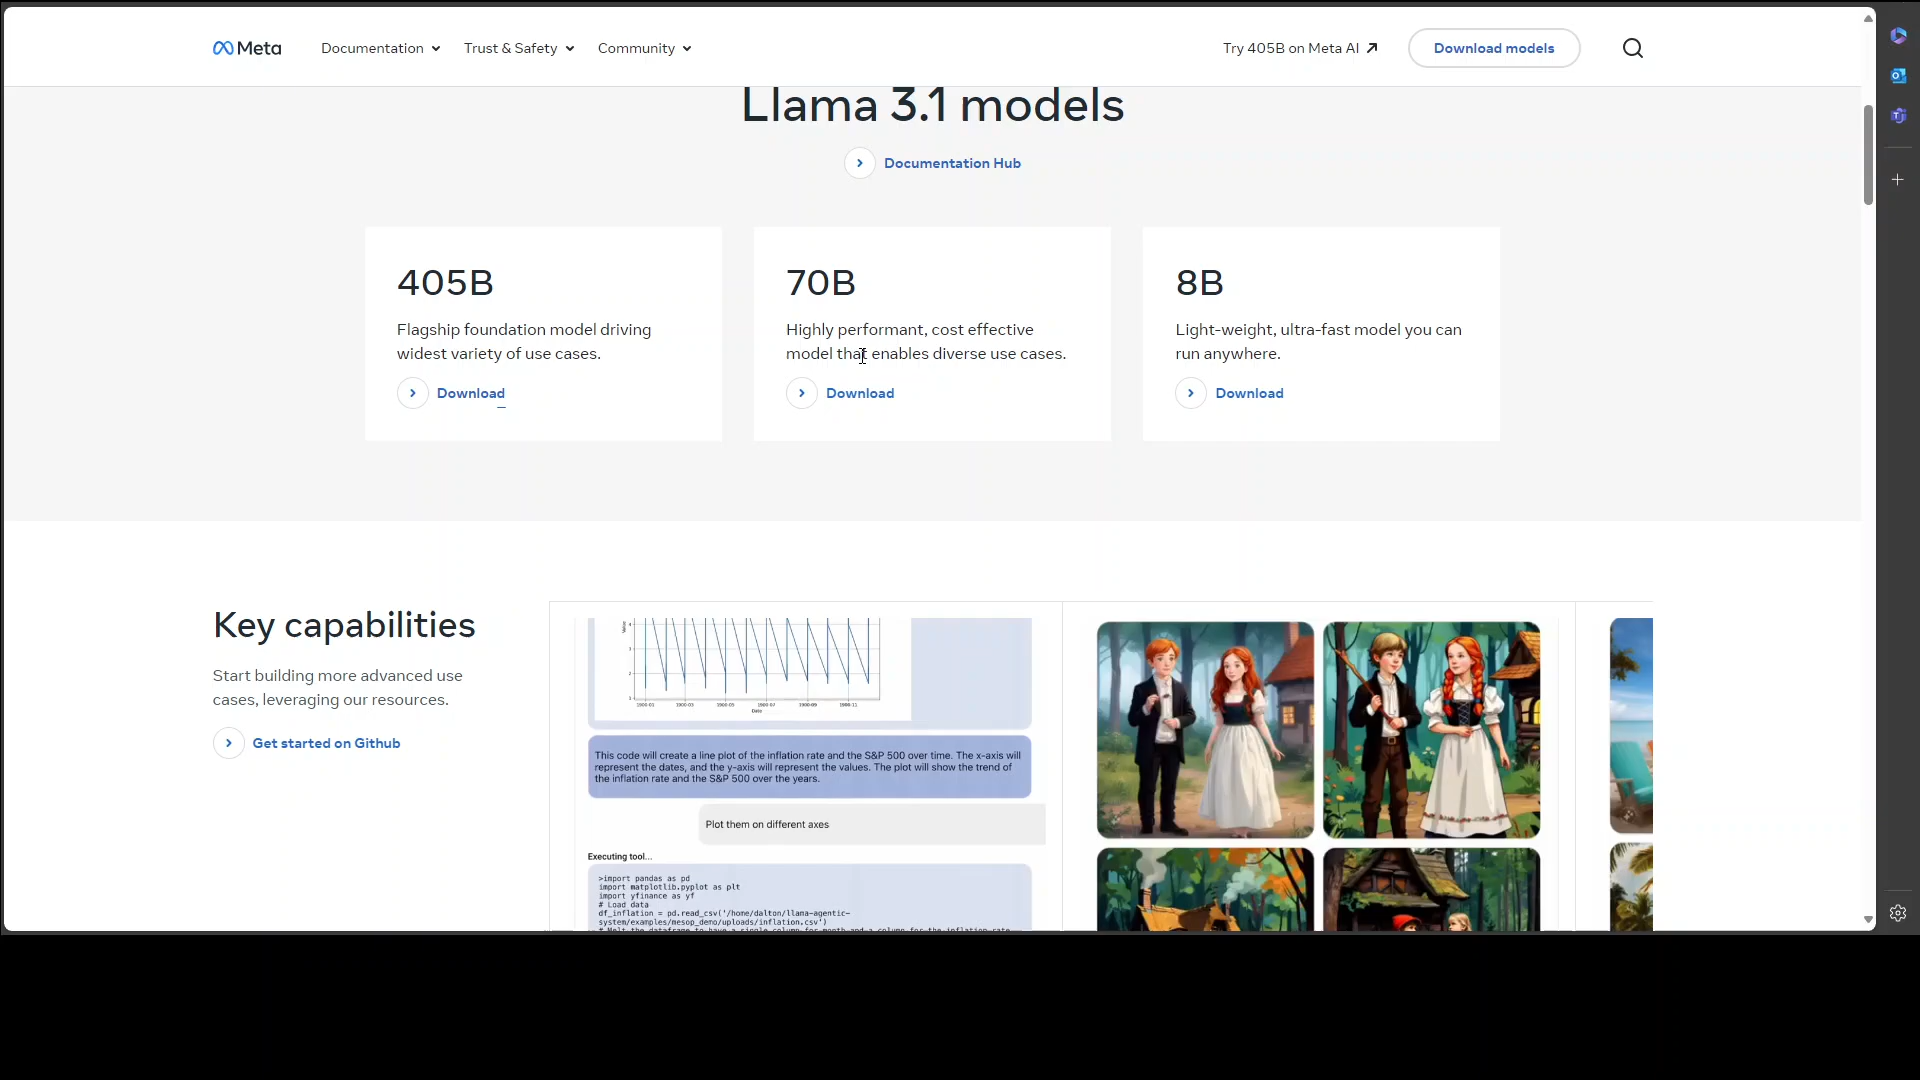 Meta
Documentation
Trust & Safety
Community
Try 405B on Meta AI
Download models
Llama 3.1 models
Documentation Hub
405B
Flagship foundation model driving
widest variety of use cases.
Download
70B
Highly performant, cost effective
model that enables diverse use cases.
Download
8B
Light-weight, ultra-fast model you can
run anywhere.
Download
Key capabilities
Start building more advanced use
cases, leveraging our resources.
Get started on Github
Value
Date
This code will create a line plot of the inflation rate and the S&P 500 over time. The x-axis will
represent the dates, and the y-axis will represent the values. The plot will show the trend of
the inflation rate and the S&P 500 over the years.
Plot them on different axes
Executing tool...
>import pandas as pd
import matplotlib.pyplot as plt
import yfinance as yf
# Load data
df_inflation = pd.read_csv('/home/dalton/llama-agentic-
system/examples/mesop_demo/uploads/inflation.csv')